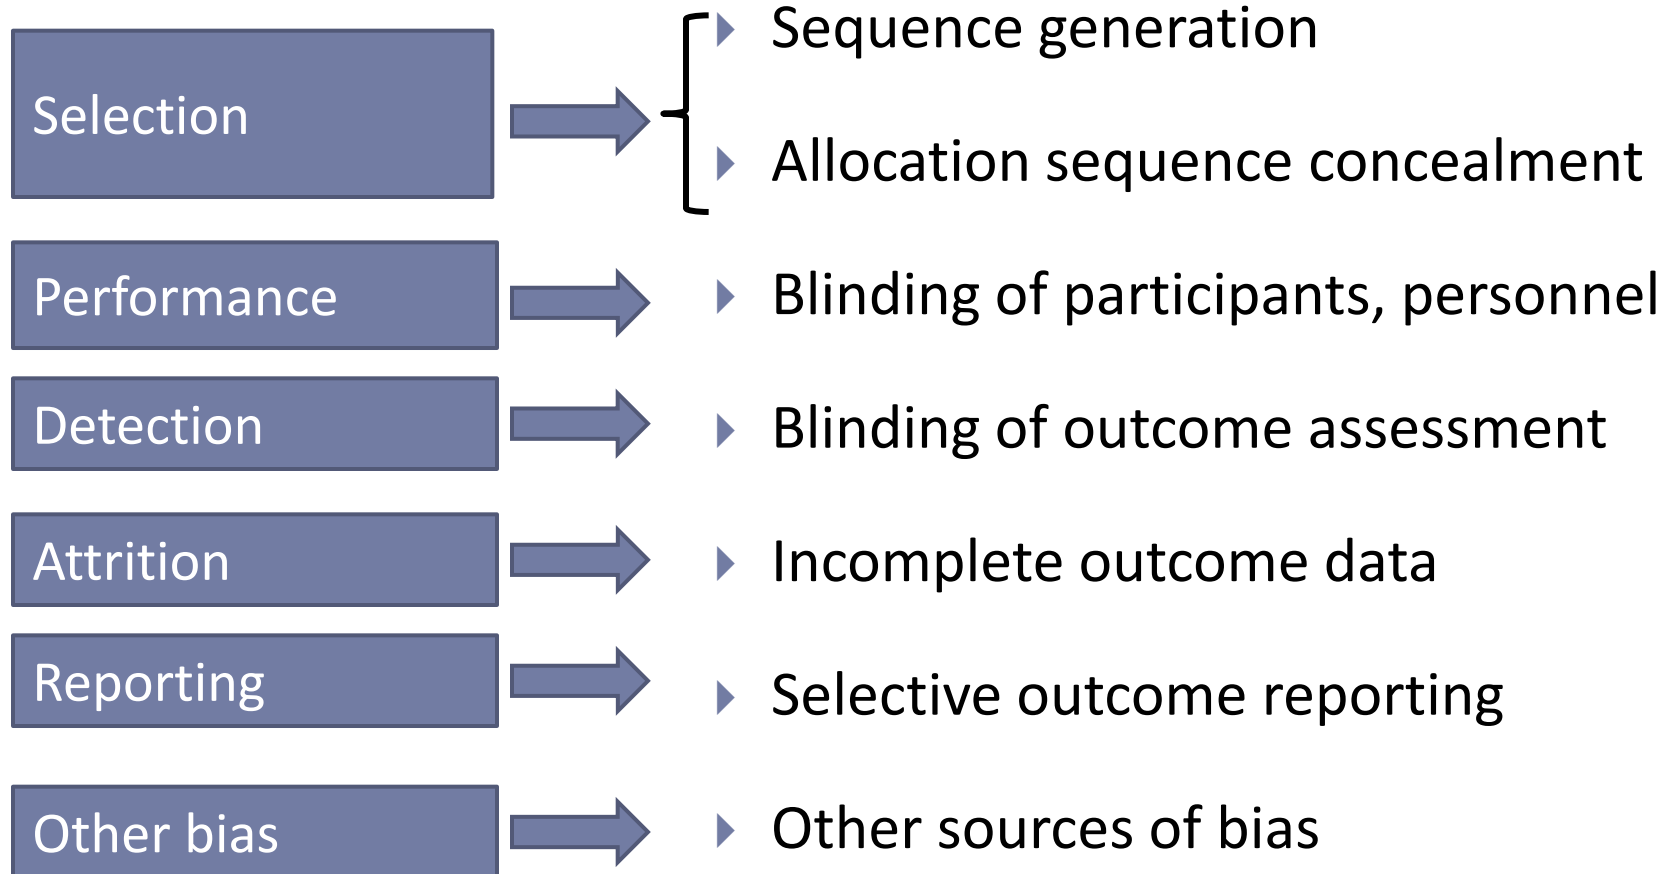 Selection
Sequence generation
Allocation sequence concealment
Performance
Blinding of participants, personnel
Detection
Blinding of outcome assessment
Attrition
Incomplete outcome data
Reporting
Selective outcome reporting
Other bias
Other sources of bias